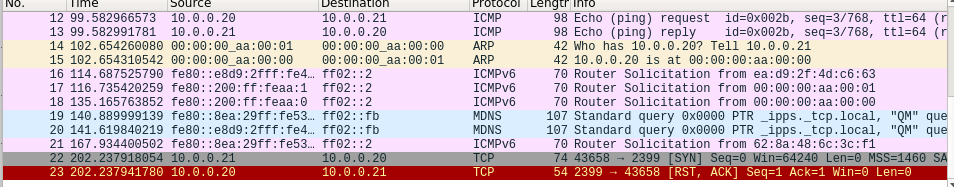 No. Time Source Destination Protocol Length Info
12 99.582966573 10.0.0.20 10.0.0.21 ICMP 98 Echo (ping) request id=0x002b, seq=3/768, ttl=64 (r
13 99.582991781 10.0.0.21 10.0.0.20 ICMP 98 Echo (ping) reply id=0x002b, seq=3/768, ttl=64 (r
14 102.654260080 00:00:00_aa:00:01 00:00:00_aa:00:00 ARP 42 Who has 10.0.0.20? Tell 10.0.0.21
15 102.654310542 00:00:00_aa:00:00 00:00:00_aa:00:01 ARP 42 10.0.0.20 is at 00:00:00:aa:00:00
16 114.687525790 fe80::e8d9:2fff:fe4… ff02::2 ICMPv6 70 Router Solicitation from ea:d9:2f:4d:c6:63
17 116.735420259 fe80::200:ff:feaa:1 ff02::2 ICMPv6 70 Router Solicitation from 00:00:00:aa:00:01
18 135.165763852 fe80::200:ff:feaa:0 ff02::2 ICMPv6 70 Router Solicitation from 00:00:00:aa:00:00
19 140.889999139 fe80::8ea:29ff:fe53… ff02::fb MDNS 107 Standard query 0x0000 PTR _ipps._tcp.local, "QM" que
20 141.619840219 fe80::e8d9:2fff:fe4… ff02::fb MDNS 107 Standard query 0x0000 PTR _ipps._tcp.local, "QM" que
21 167.934400502 fe80::8ea:29ff:fe53… ff02::2 ICMPv6 70 Router Solicitation from 62:8a:48:6c:3c:f1
22 202.237918054 10.0.0.21 10.0.0.20 TCP 74 43658 → 2399 [SYN] Seq=0 Win=64240 Len=0 MSS=1460 SA
23 202.237941780 10.0.0.20 10.0.0.21 TCP 54 2399 → 43658 [RST, ACK] Seq=1 Ack=1 Win=0 Len=0